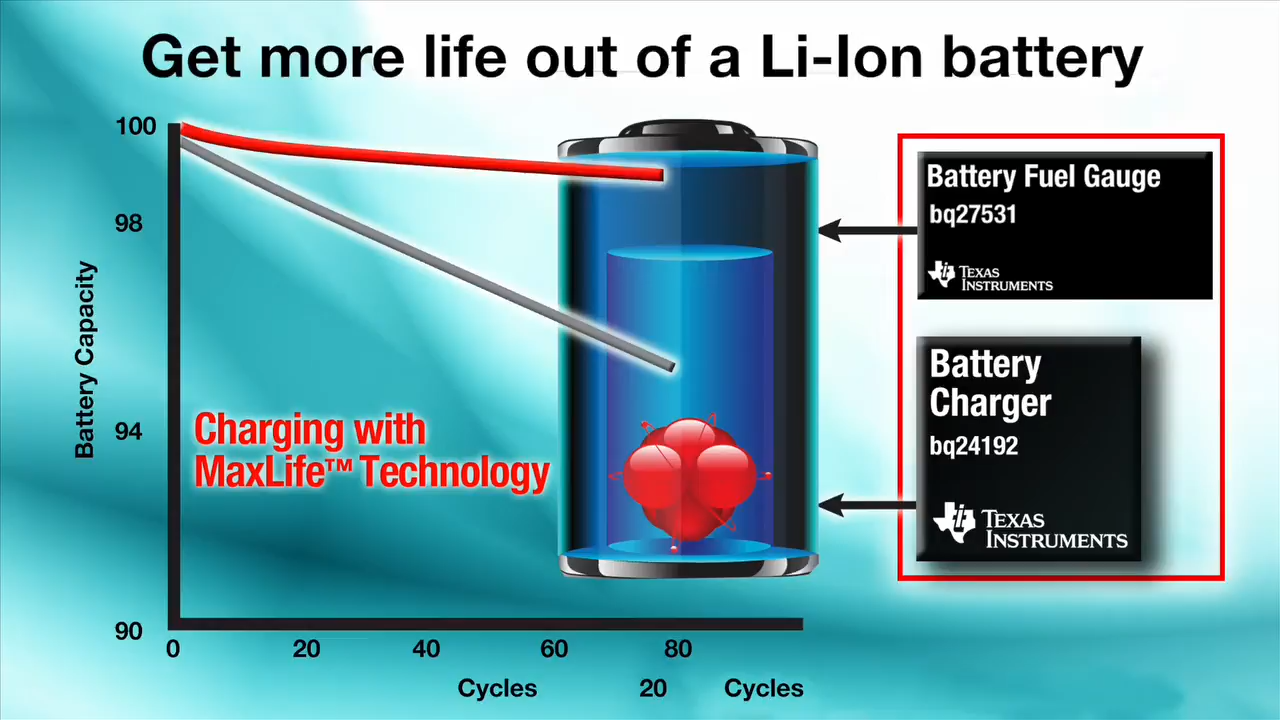 Get more life out of a Li-Ion battery
100
98
94
90
Battery Capacity
Charging with
MaxLife™ Technology
Battery Fuel Gauge
bq27531
TEXAS
INSTRUMENTS
Battery
Charger
bq24192
TEXAS
INSTRUMENTS
0 20 40 60 80
Cycles 20 Cycles